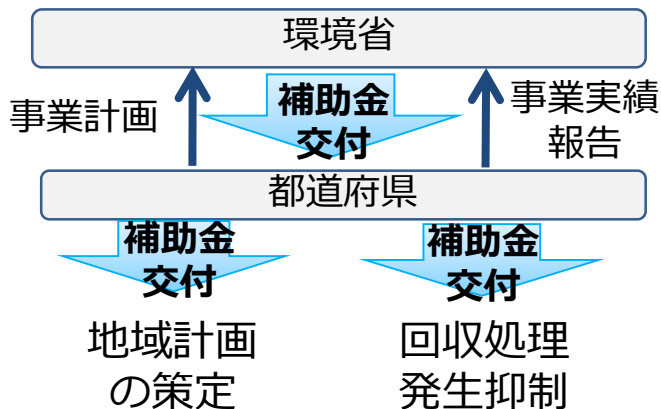 環境省
事業計画
補助金
交付
事業実績
報告
都道府県
補助金
交付
補助金
交付
地域計画
の策定
回収処理
発生抑制